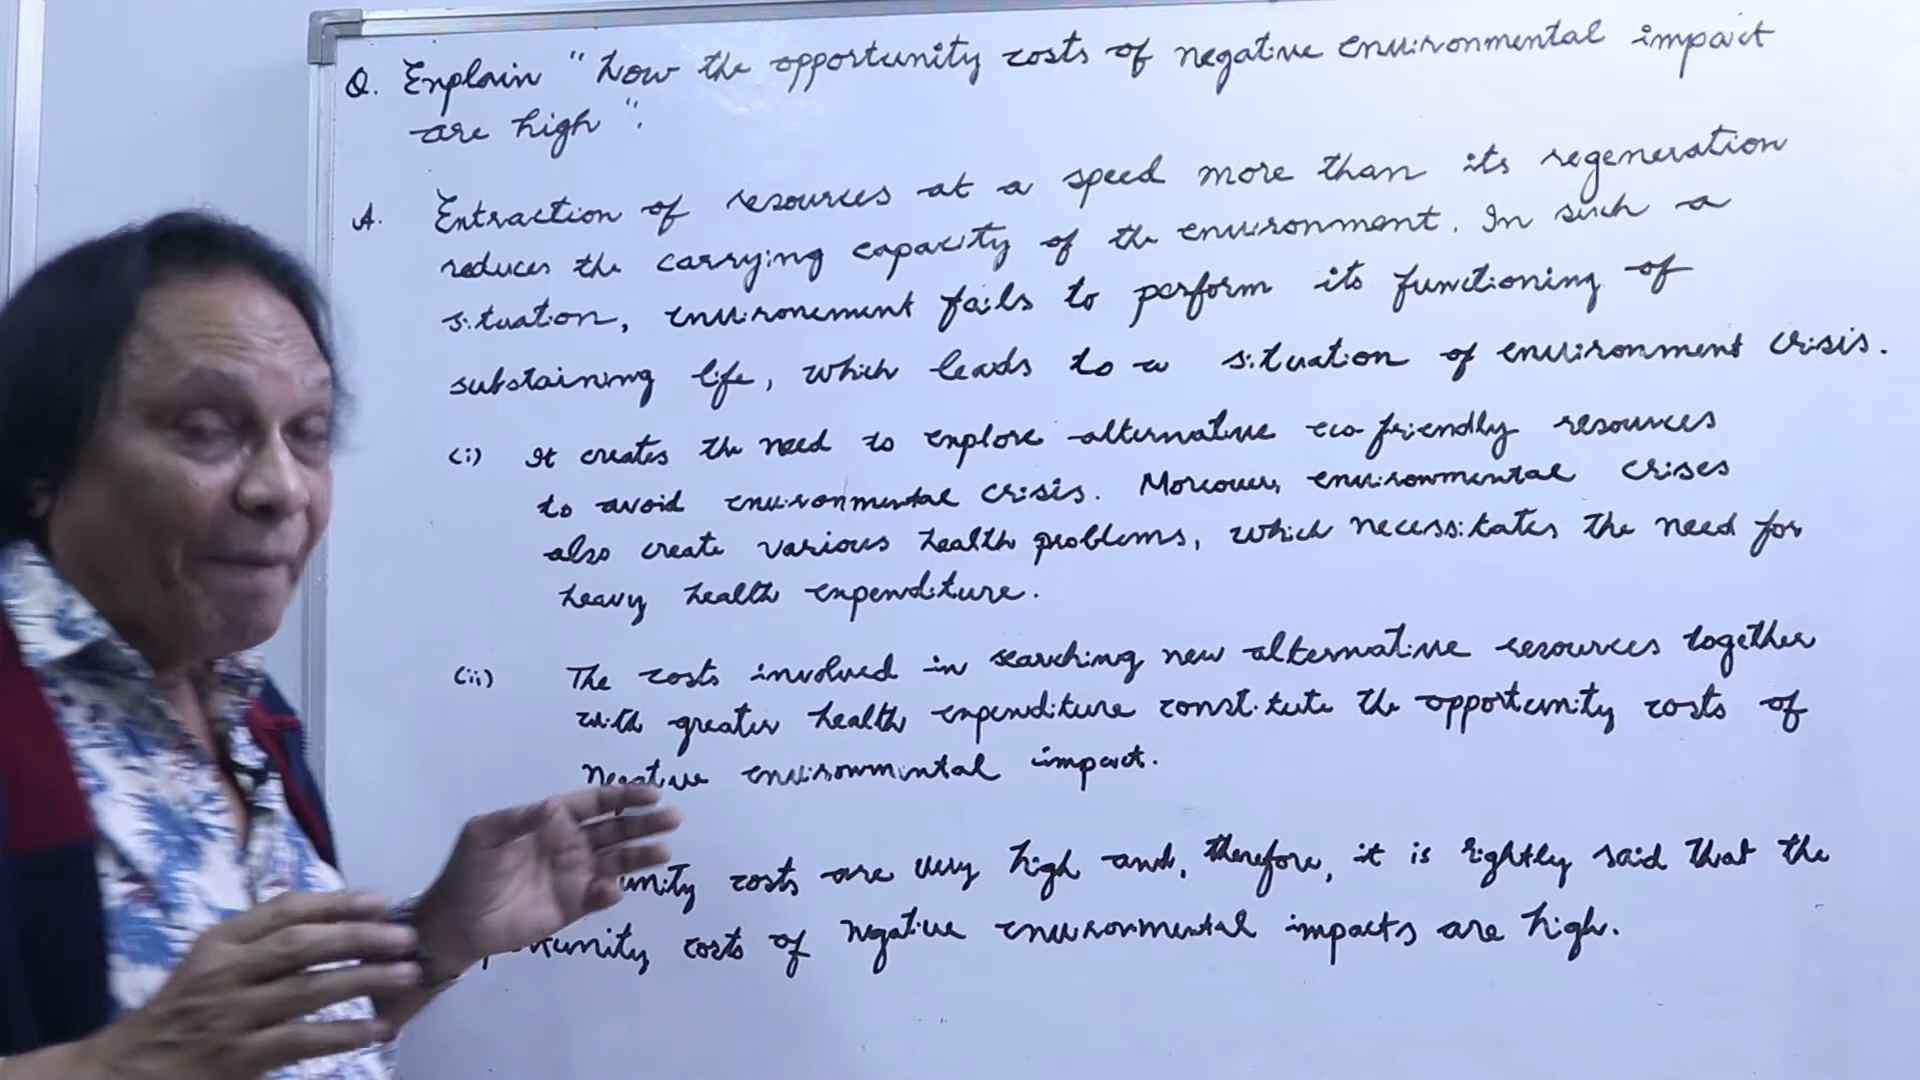 Q. Explain "how the opportunity costs of negative environmental impact
are high".
A. Extraction of resources at a speed more than its regeneration
reduces the carrying capacity of the environment. In such a
situation, environement fails to perform its functioning of
substaining life, which leads to a situation of environment crisis.
(i) It creates the need to explore alternative eco friendly resources
to avoid environmental crisis. Moreover, environmental crises
also create various health problems, which necessitates the need for
heavy health expenditure.
(ii) The costs involved in searching new alternative resources together
with greater health expenditure constitute the opportunity costs of
negative environmental impact.
unity costs are very high and, therefore, it is rightly said that the
rtunity costs of negative environmental impacts are high.